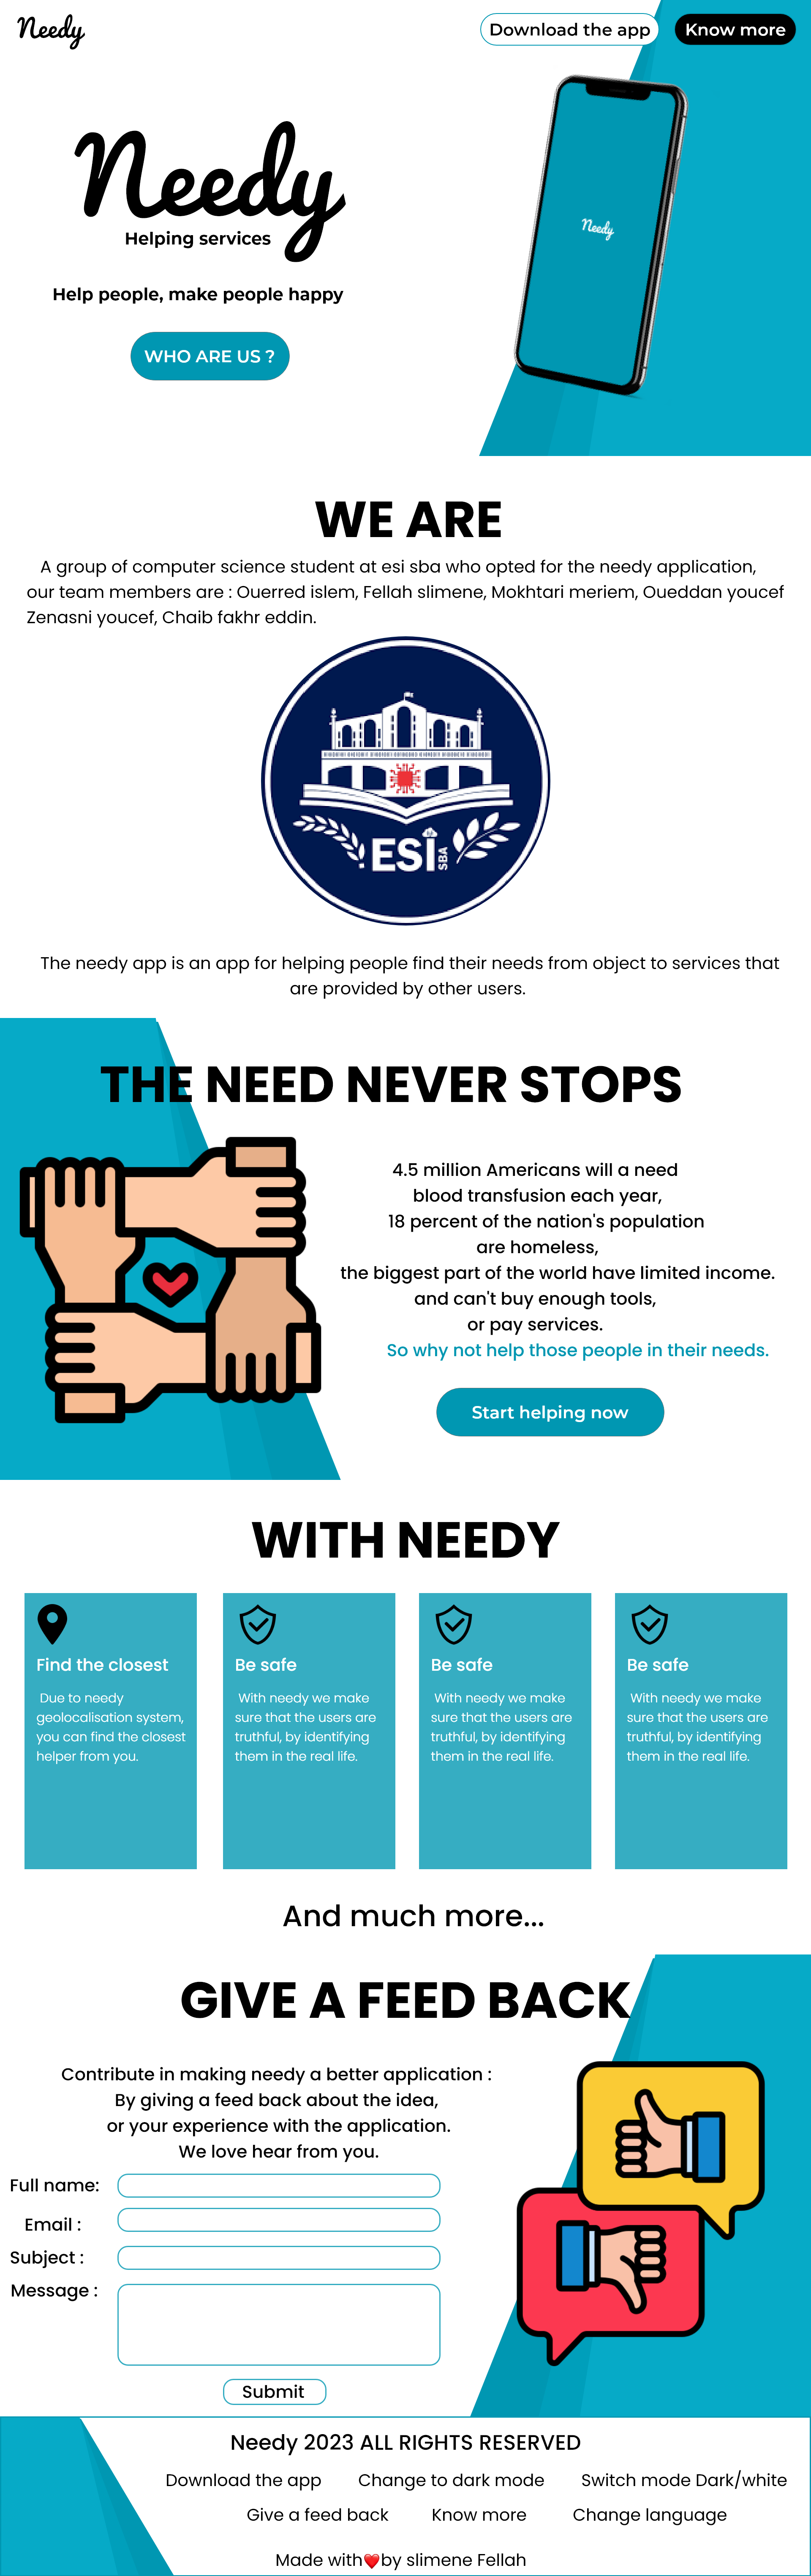 Needy
Download the app
Know more
Needy
Helping services
Needy
Help people, make people happy
WHO ARE US ?
WE ARE
A group of computer science student at esi sba who opted for the needy application,
our team members are : Ouerred islem, Fellah slimene, Mokhtari meriem, Oueddan youcef
Zenasni youcef, Chaib fakhr eddin.
ESI
SBA
The needy app is an app for helping people find their needs from object to services that
are provided by other users.
THE NEED NEVER STOPS
4.5 million Americans will a need
blood transfusion each year,
18 percent of the nation's population
are homeless,
the biggest part of the world have limited income.
and can't buy enough tools,
or pay services.
So why not help those people in their needs.
Start helping now
WITH NEEDY
Find the closest
Due to needy
geolocalisation system,
you can find the closest
helper from you.
Be safe
With needy we make
sure that the users are
truthful, by identifying
them in the real life.
Be safe
With needy we make
sure that the users are
truthful, by identifying
them in the real life.
Be safe
With needy we make
sure that the users are
truthful, by identifying
them in the real life.
And much more...
GIVE A FEED BACK
Contribute in making needy a better application :
By giving a feed back about the idea,
or your experience with the application.
We love hear from you.
Full name:
Email :
Subject :
Message :
Submit
Needy 2023 ALL RIGHTS RESERVED
Download the app
Change to dark mode
Switch mode Dark/white
Give a feed back
Know more
Change language
Made with❤️by slimene Fellah